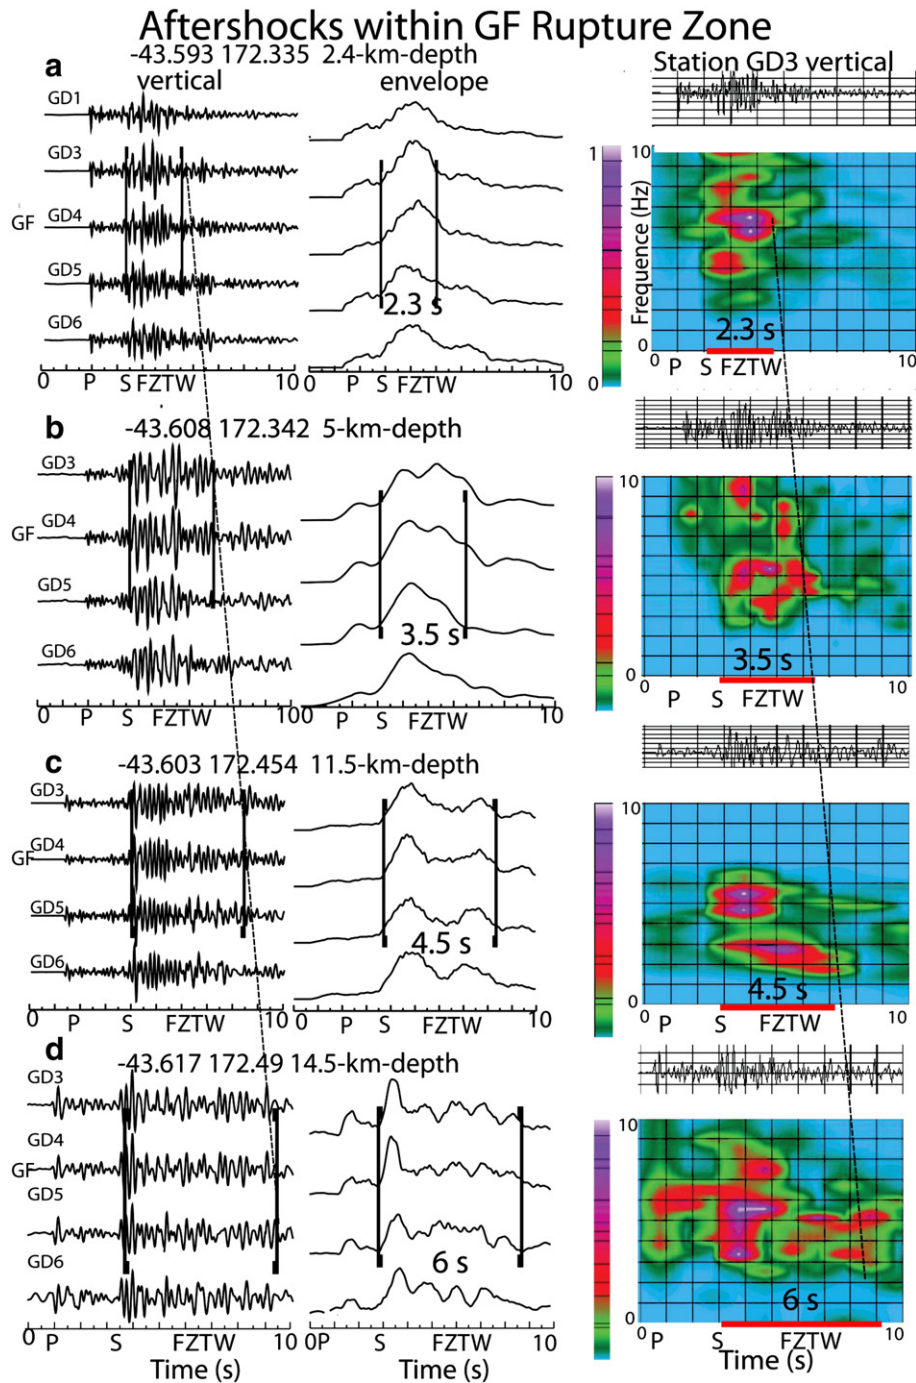 Aftershocks within GF Rupture Zone
a -43.593 172.335 2.4-km-depth
vertical envelope Station GD3 vertical
GD1
GD3
GF GD4
GD5
GD6
2.3 s
0 P S FZTW 10
0 P S FZTW 10
1
0
Frequence (Hz)
10
0
2.3 s
0 P S FZTW 10
b -43.608 172.342 5-km-depth
GD3
GF GD4
GD5
GD6
3.5 s
0 P S FZTW 100 P S FZTW 10
10
0
3.5 s
0 P S FZTW 10
c -43.603 172.454 11.5-km-depth
GD3
GD4
GF
GD5
GD6
4.5 s
0 P S FZTW 10
0 P S FZTW 10
10
0
4.5 s
0 P S FZTW 10
d -43.617 172.49 14.5-km-depth
GD3
GD4
GF
GD5
GD6
6 s
0 P S FZTW 10
0P S FZTW 10
Time (s)
Time (s)
10
0
6 s
0 P S FZTW 10
Time (s)